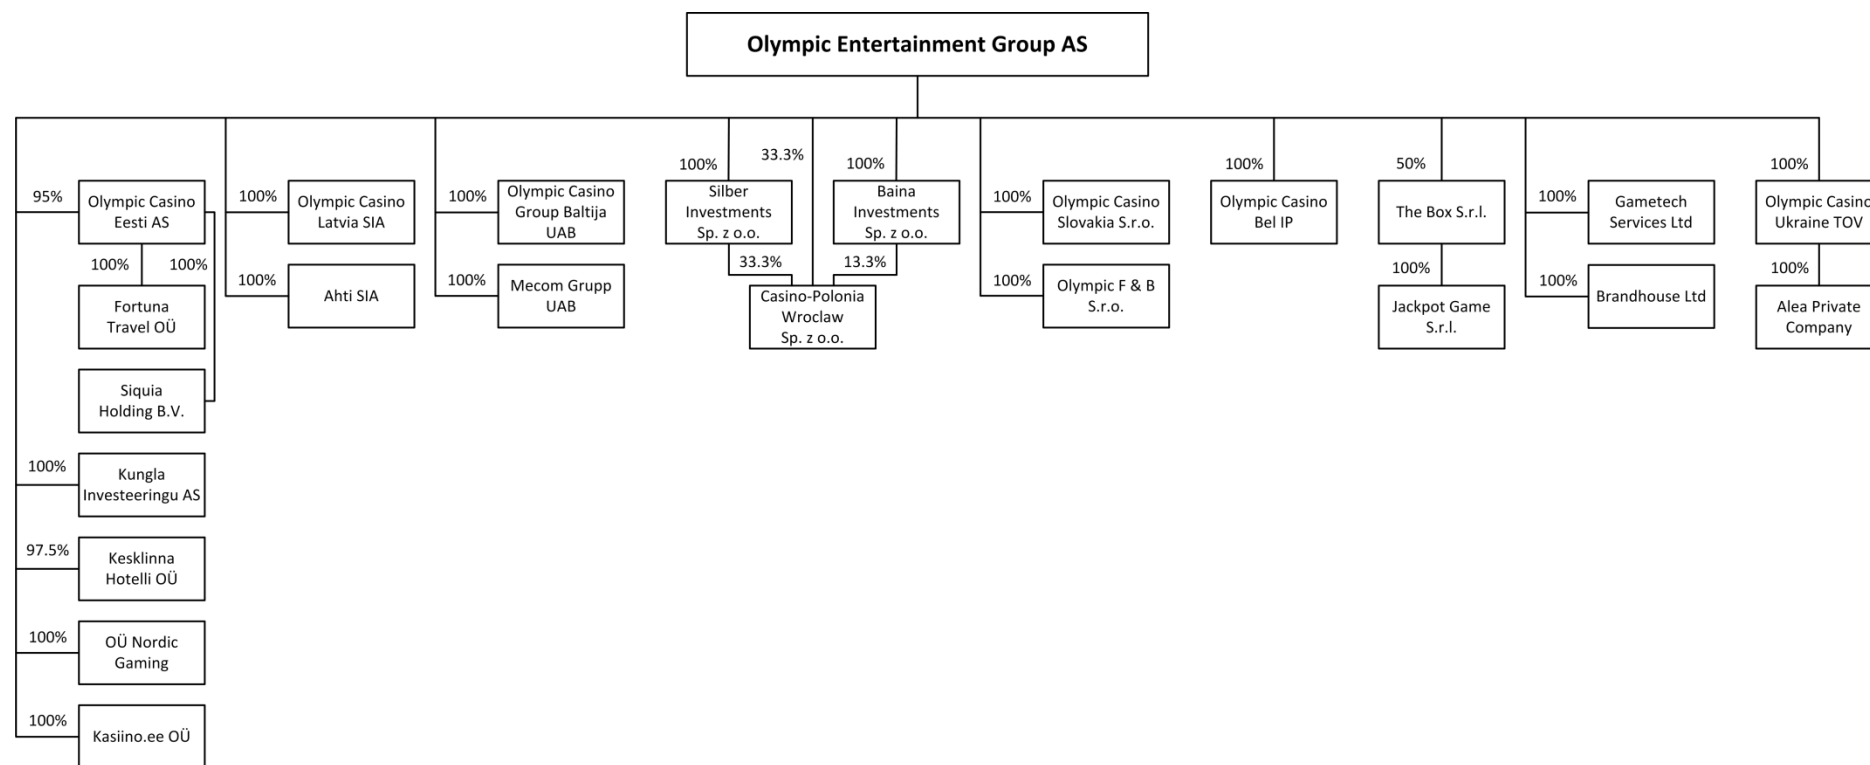 Olympic Entertainment Group AS
95%
Olympic Casino
Eesti AS
100%
100%
Fortuna
Travel OÜ
Siquia
Holding B.V.
100%
Kungla
Investeeringu AS
97.5%
Kesklinna
Hotelli OÜ
100%
OÜ Nordic
Gaming
100%
Kasiino.ee OÜ
100%
Olympic Casino
Latvia SIA
100%
Ahti SIA
100%
Olympic Casino
Group Baltija
UAB
100%
Mecom Grupp
UAB
100%
Silber
Investments
Sp. z o.o.
33.3%
33.3%
100%
Baina
Investments
Sp. z o.o.
13.3%
Casino-Polonia
Wroclaw
Sp. z o.o.
100%
Olympic Casino
Slovakia S.r.o.
100%
Olympic F & B
S.r.o.
100%
Olympic Casino
Bel IP
50%
The Box S.r.l.
100%
Jackpot Game
S.r.l.
100%
Gametech
Services Ltd
100%
Brandhouse Ltd
100%
Olympic Casino
Ukraine TOV
100%
Alea Private
Company